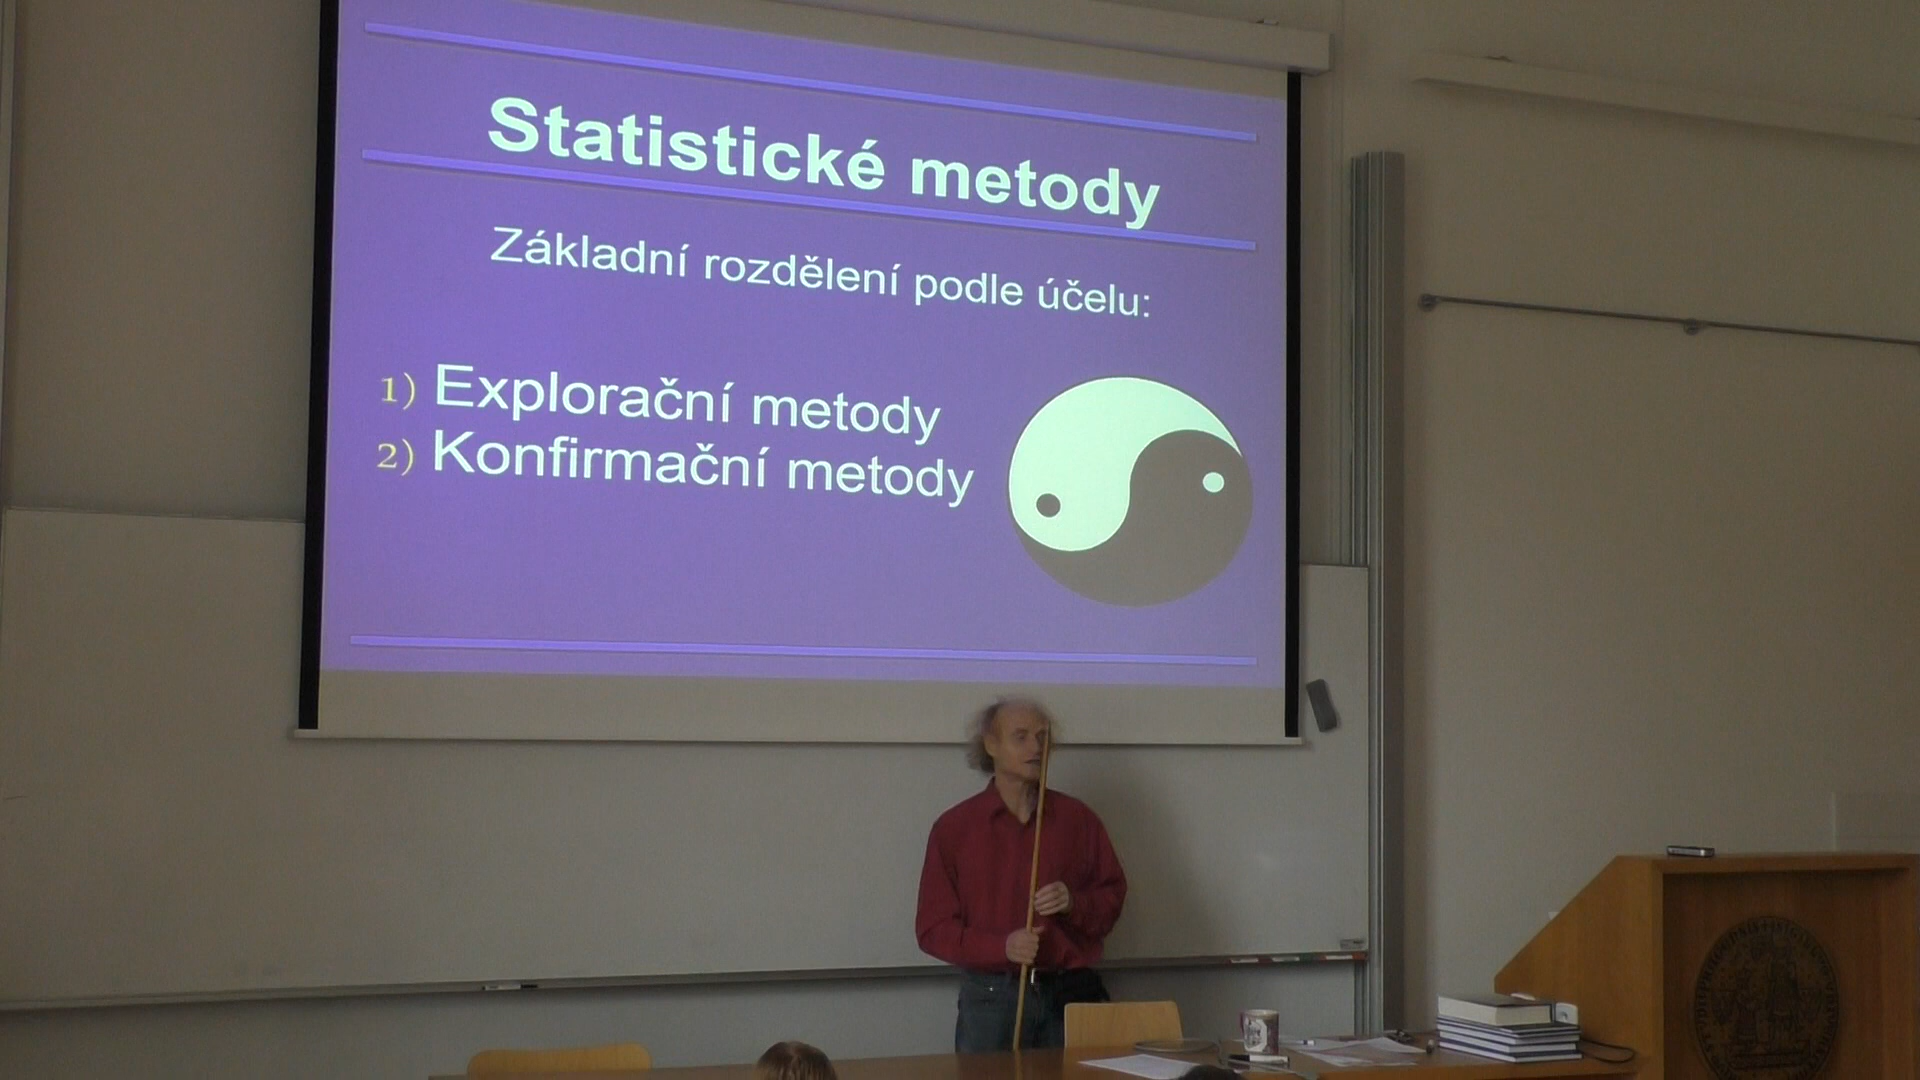 Statistické metody
Základní rozdělení podle účelu:
1) Explorační metody
2) Konfirmační metody